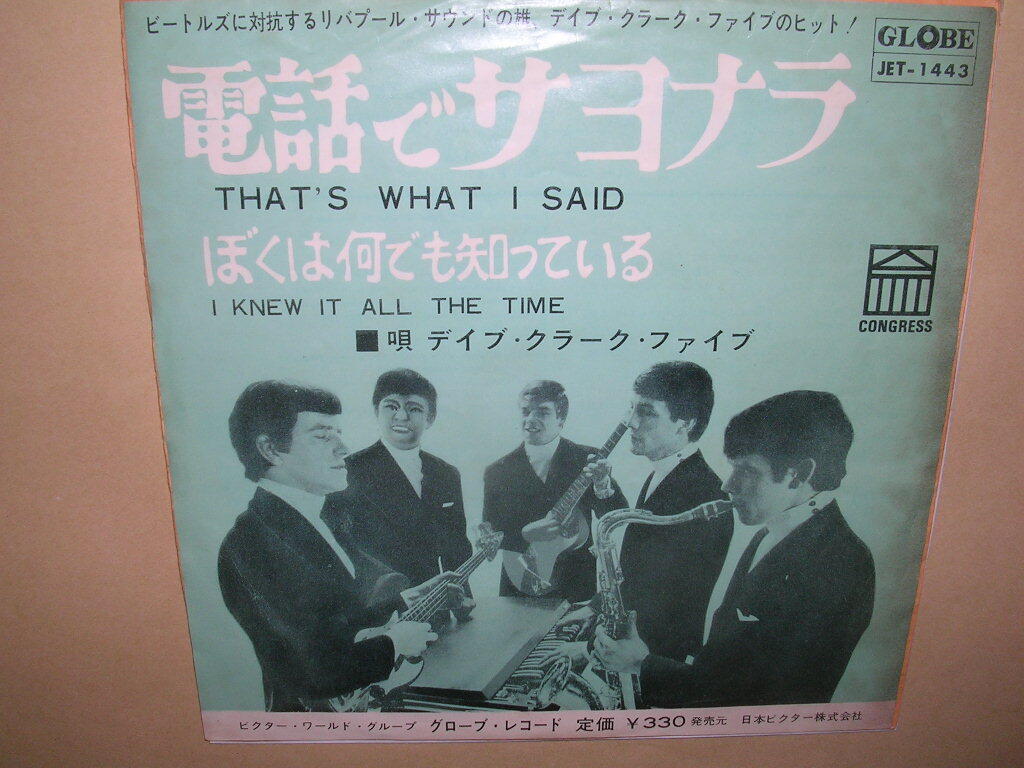 ビートルズに対抗するリバプール・サウンドの雄、デイブ・クラーク・ファイブのヒット！
GLOBE
JET-1443
電話でサヨナラ
THAT'S WHAT I SAID
ぼくは何でも知っている
I KNEW IT ALL THE TIME
CONGRESS
■唄 デイブ・クラーク・ファイブ
ビクター・ワールド・グループ グローブ・レコード 定価 ¥330 発売元 日本ビクター株式会社